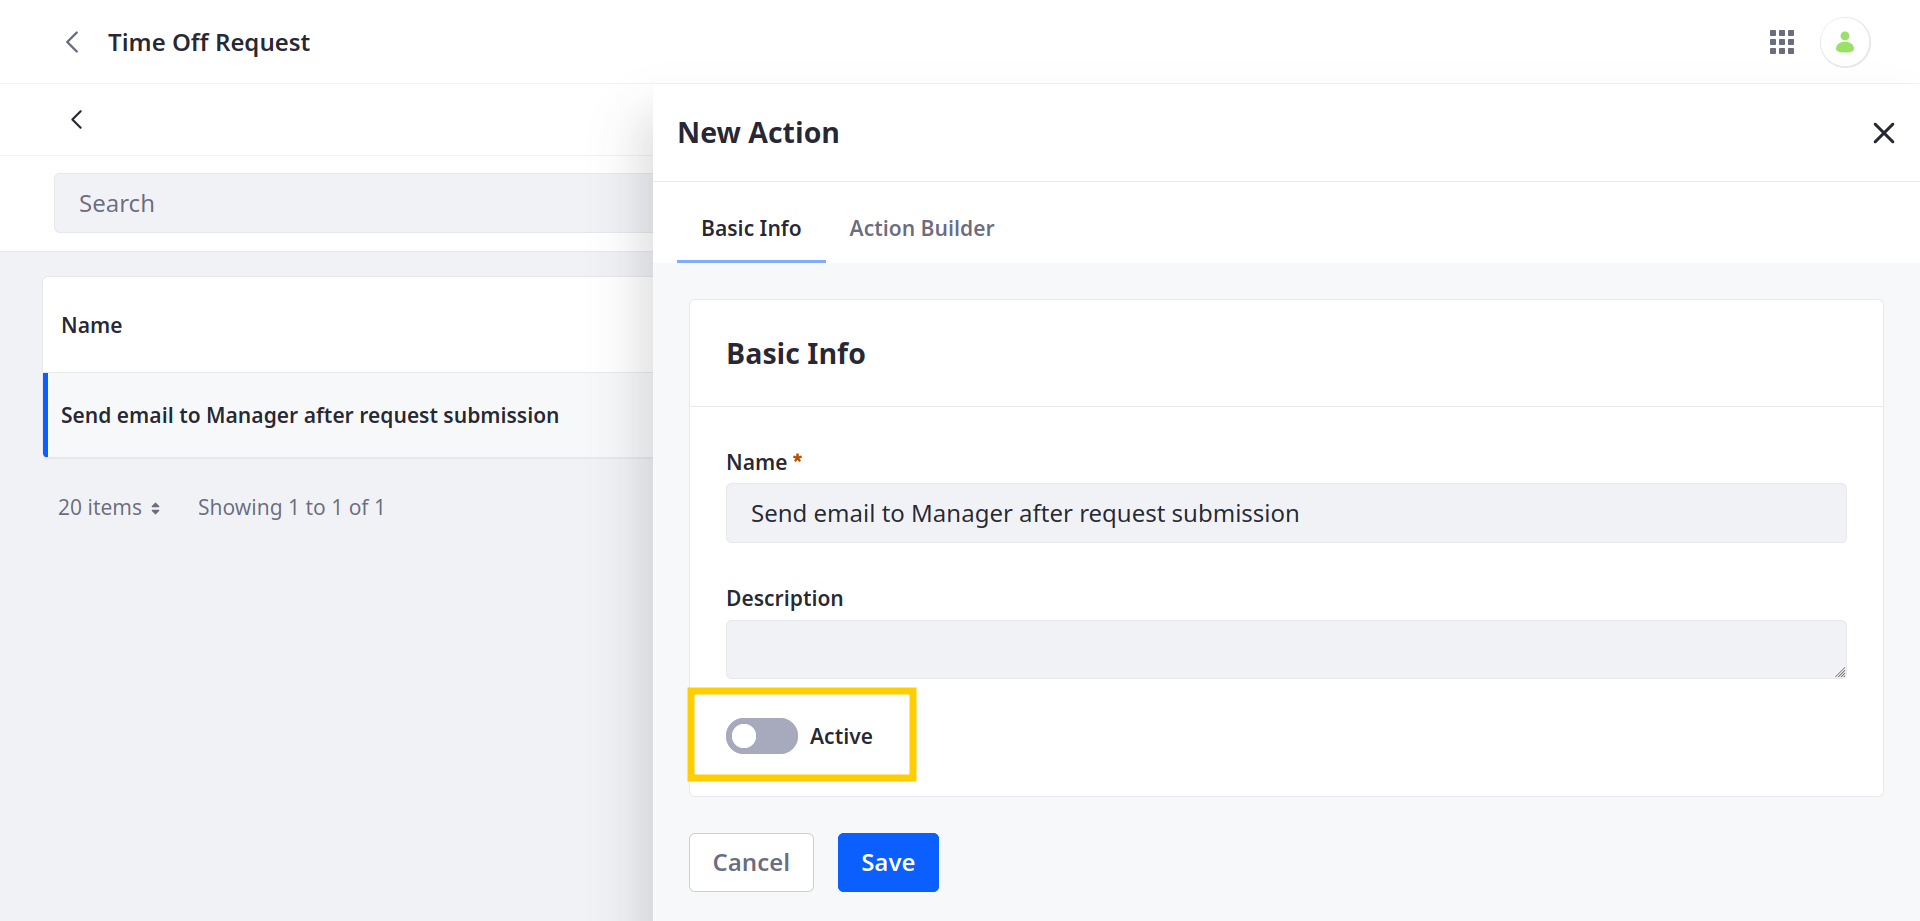 Time Off Request
Search
Name
Send email to Manager after request submission
20 items
Showing 1 to 1 of 1
New Action
Basic Info
Action Builder
Basic Info
Name *
Send email to Manager after request submission
Description
Active
Cancel
Save